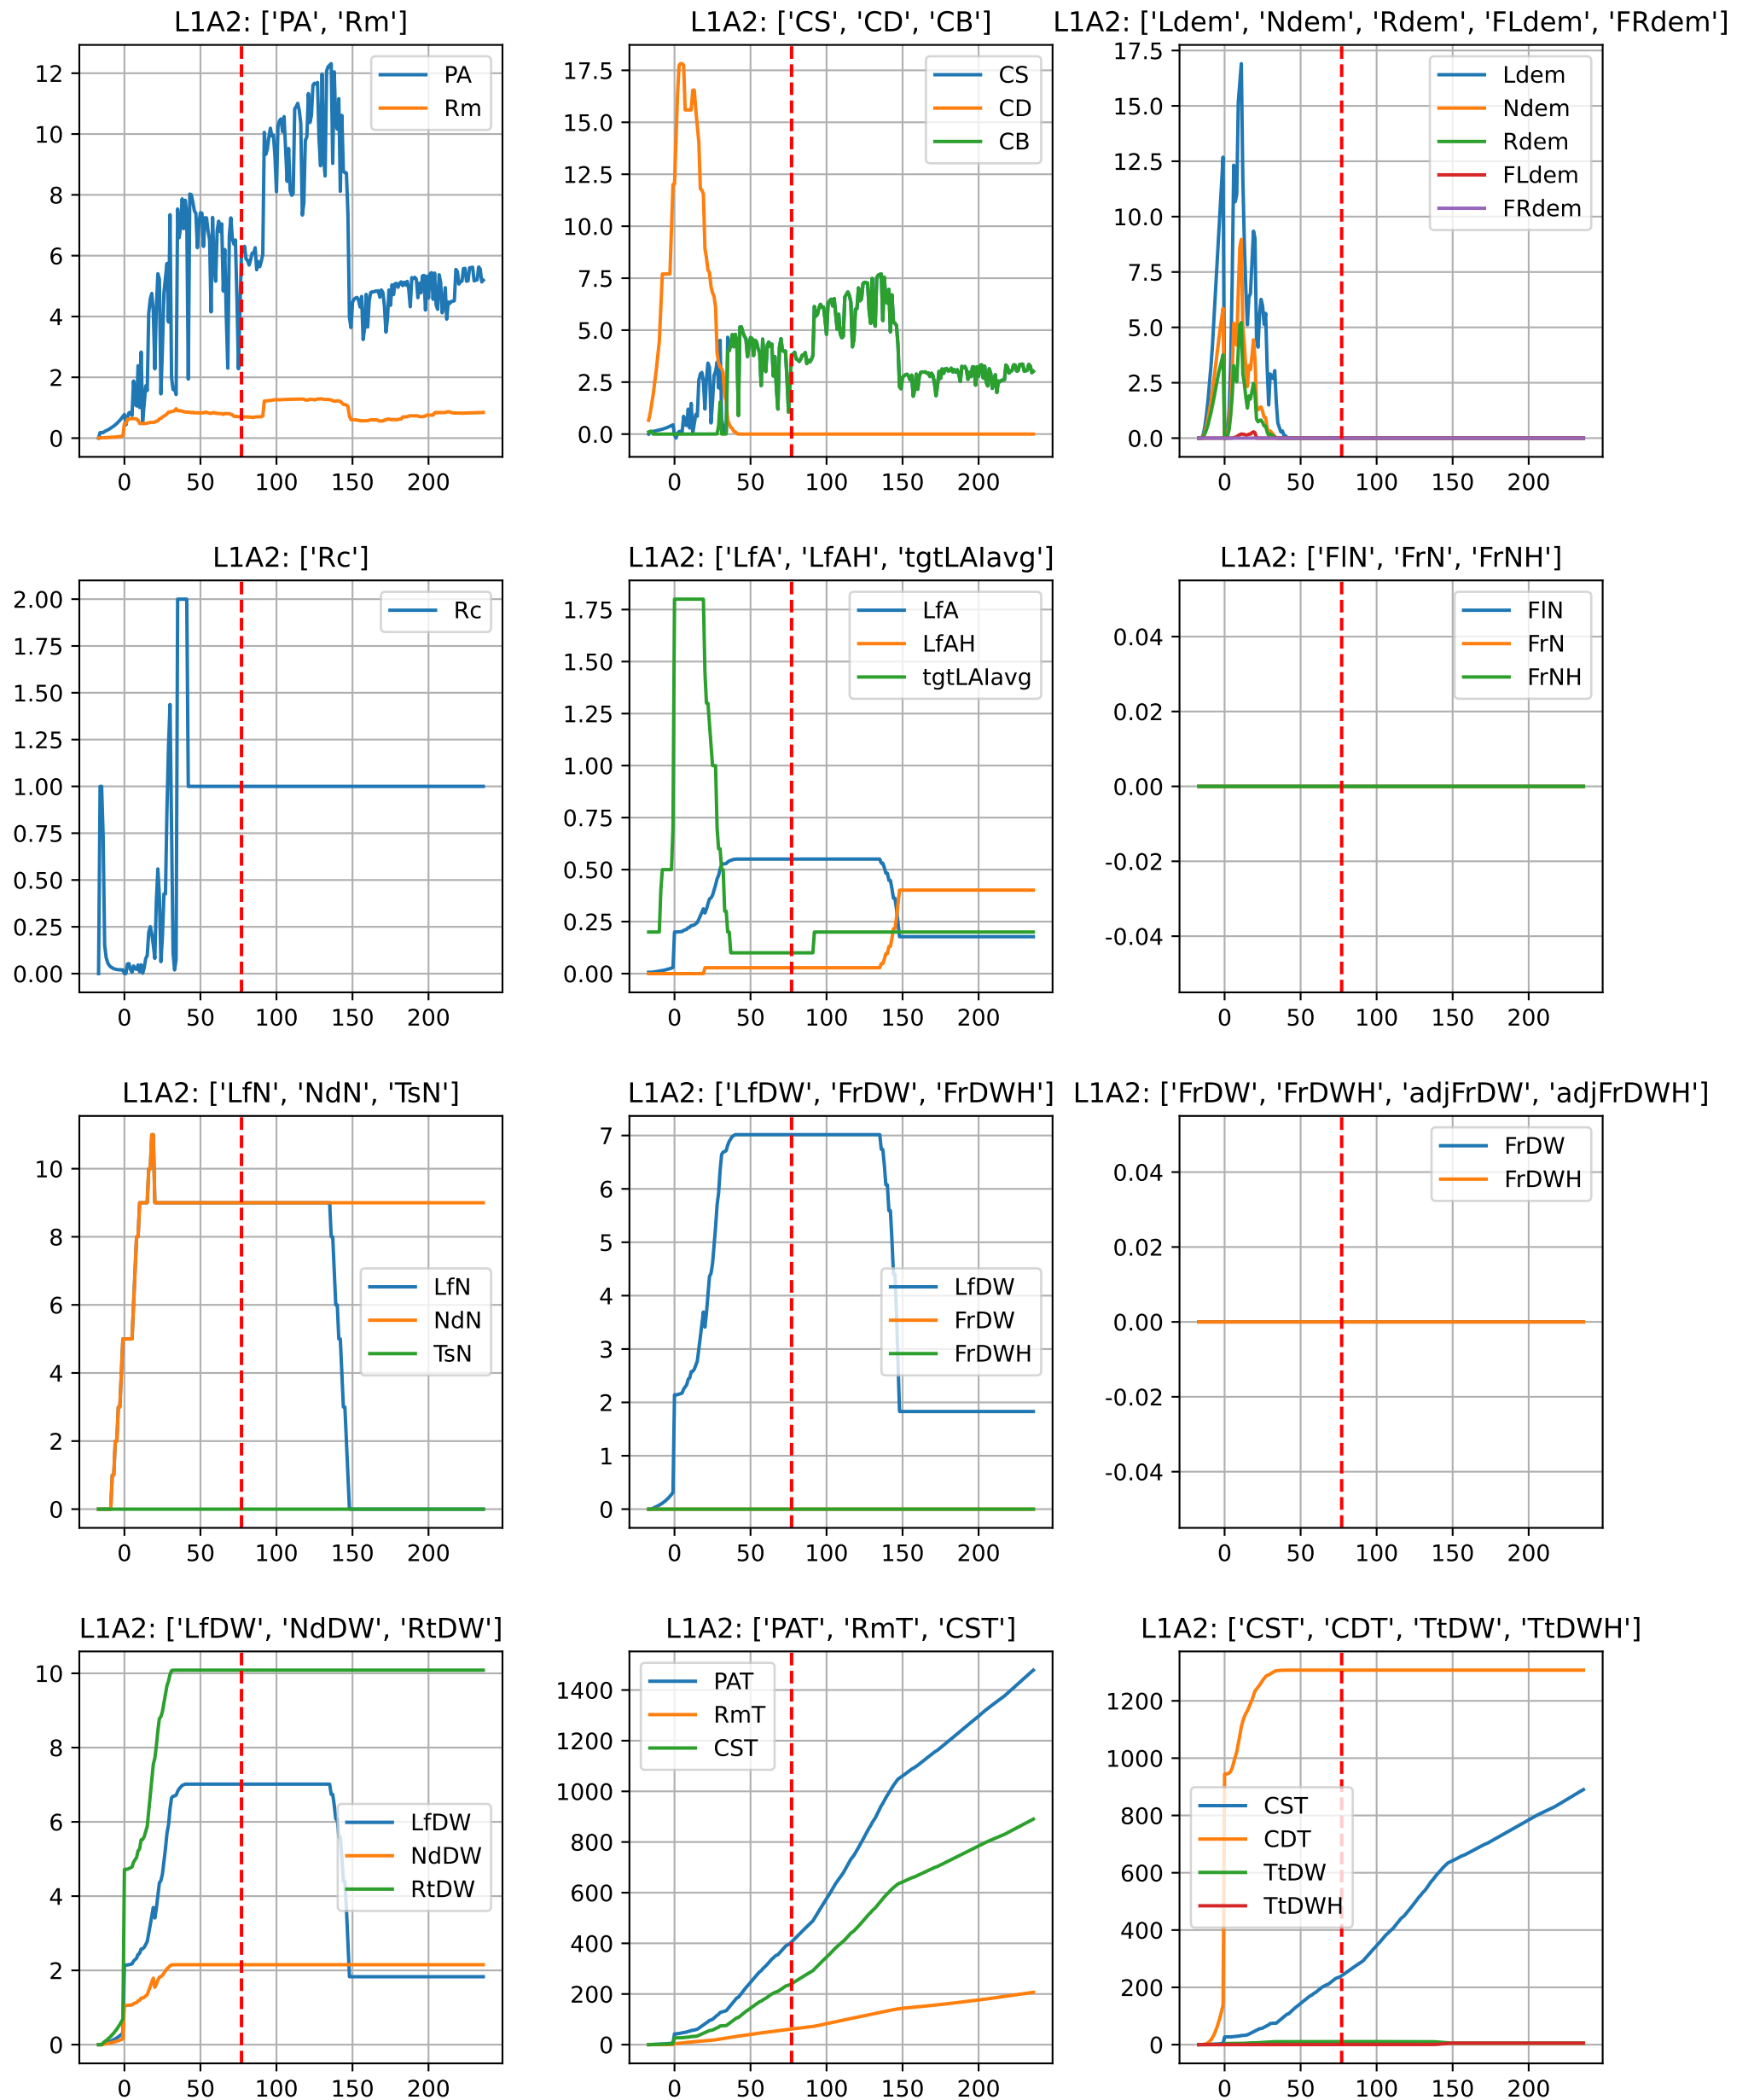 L1A2: ['PA', 'Rm']
12
10
8
6
4
2
0
0 50 100 150 200
PA
Rm
L1A2: ['CS', 'CD', 'CB']
17.5
15.0
12.5
10.0
7.5
5.0
2.5
0.0
0 50 100 150 200
CS
CD
CB
L1A2: ['Ldem', 'Ndem', 'Rdem', 'FLdem', 'FRdem']
17.5
15.0
12.5
10.0
7.5
5.0
2.5
0.0
0 50 100 150 200
Ldem
Ndem
Rdem
FLdem
FRdem
L1A2: ['Rc']
2.00
1.75
1.50
1.25
1.00
0.75
0.50
0.25
0.00
0 50 100 150 200
Rc
L1A2: ['LfA', 'LfAH', 'tgtLAIavg']
1.75
1.50
1.25
1.00
0.75
0.50
0.25
0.00
0 50 100 150 200
LfA
LfAH
tgtLAIavg
L1A2: ['FlN', 'FrN', 'FrNH']
0.04
0.02
0.00
-0.02
-0.04
0 50 100 150 200
FlN
FrN
FrNH
L1A2: ['LfN', 'NdN', 'TsN']
10
8
6
4
2
0
0 50 100 150 200
LfN
NdN
TsN
L1A2: ['LfDW', 'FrDW', 'FrDWH']
7
6
5
4
3
2
1
0
0 50 100 150 200
LfDW
FrDW
FrDWH
L1A2: ['FrDW', 'FrDWH', 'adjFrDW', 'adjFrDWH']
0.04
0.02
0.00
-0.02
-0.04
0 50 100 150 200
FrDW
FrDWH
L1A2: ['LfDW', 'NdDW', 'RtDW']
10
8
6
4
2
0
0 50 100 150 200
LfDW
NdDW
RtDW
L1A2: ['PAT', 'RmT', 'CST']
1400
1200
1000
800
600
400
200
0
0 50 100 150 200
PAT
RmT
CST
L1A2: ['CST', 'CDT', 'TtDW', 'TtDWH']
1200
1000
800
600
400
200
0
0 50 100 150 200
CST
CDT
TtDW
TtDWH